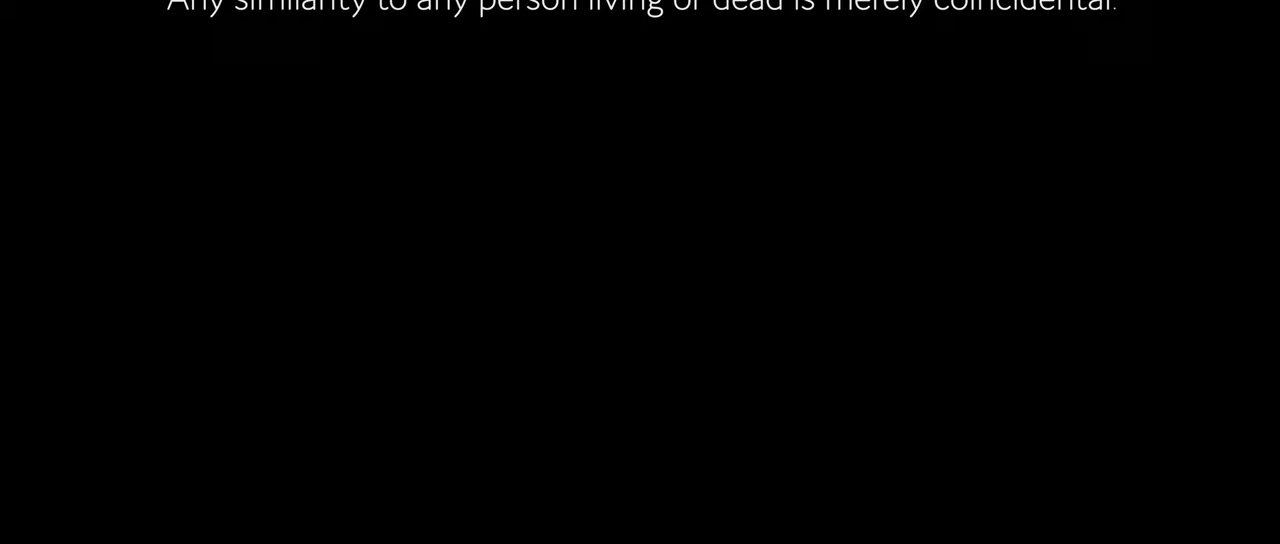 Any similarity to any person living or dead is merely coincidental.